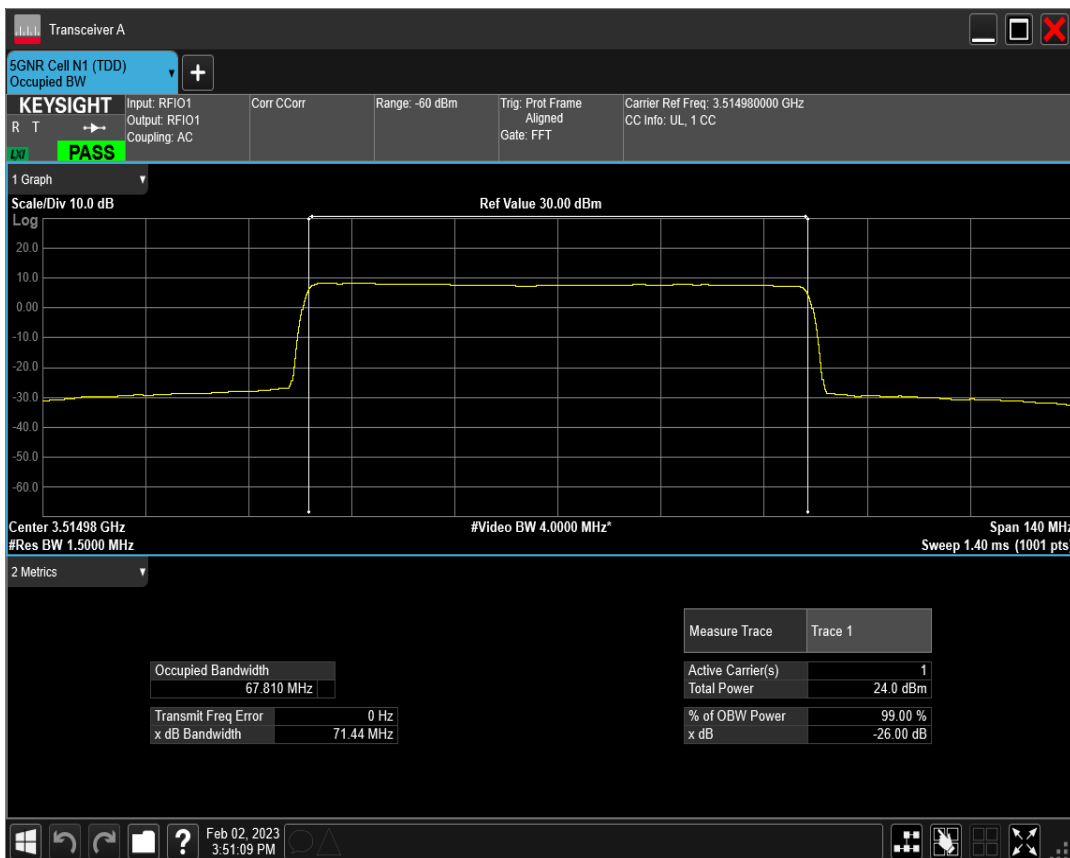 Transceiver A
5GNR Cell N1 (TDD)
Occupied BW
KEYSIGHT
R T
LXI
PASS
Input: RFIO1
Output: RFIO1
Coupling: AC
Corr CCorr
Range: -60 dBm
Trig: Prot Frame
Aligned
Gate: FFT
Carrier Ref Freq: 3.514980000 GHz
CC Info: UL, 1 CC
1 Graph
Scale/Div 10.0 dB
Ref Value 30.00 dBm
Log
20.0
10.0
0.00
-10.0
-20.0
-30.0
-40.0
-50.0
-60.0
Center 3.51498 GHz
#Video BW 4.0000 MHz*
Span 140 MHz
#Res BW 1.5000 MHz
Sweep 1.40 ms (1001 pts)
2 Metrics
Measure Trace Trace 1
Occupied Bandwidth
67.810 MHz
Active Carrier(s) 1
Total Power 24.0 dBm
Transmit Freq Error 0 Hz
x dB Bandwidth 71.44 MHz
% of OBW Power 99.00 %
x dB -26.00 dB
?
Feb 02, 2023
3:51:09 PM